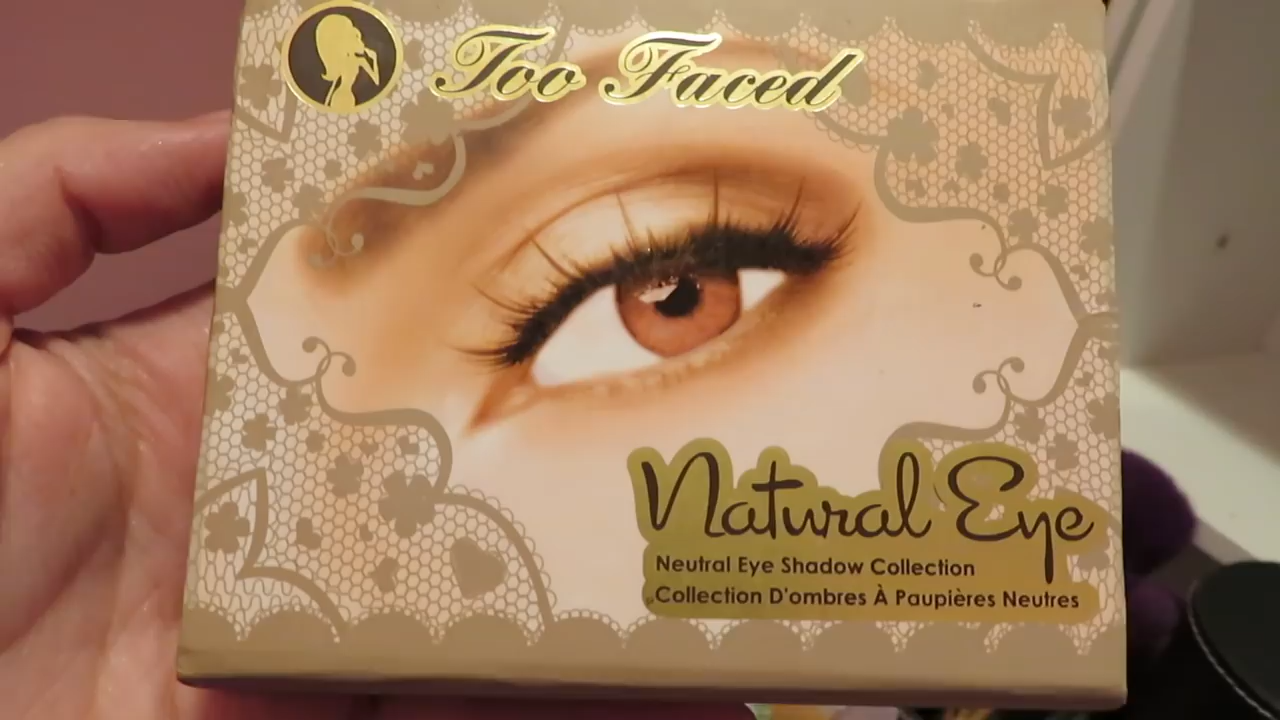 Too Faced
Natural Eye
Neutral Eye Shadow Collection
Collection D'ombres À Paupières Neutres